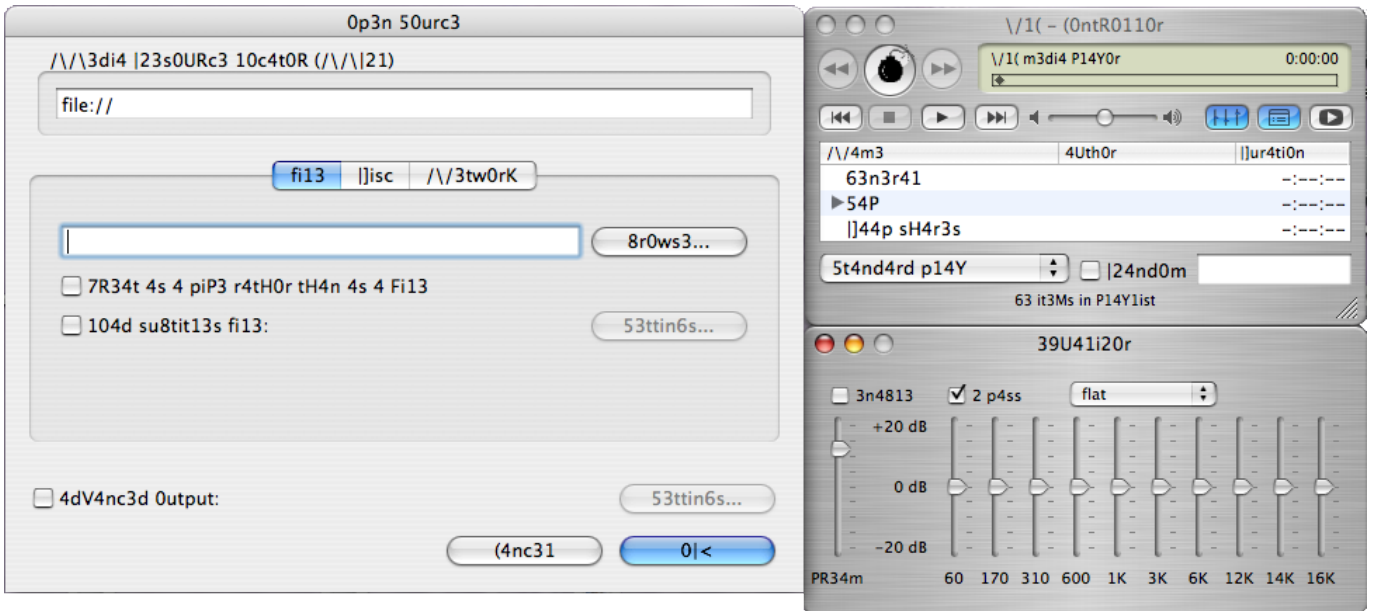 0p3n 50urc3
/\/\3di4 |23s0URc3 10c4t0R (/\/\|21)
file://
fi13 |]isc /\/3tw0rK
8r0ws3...
7R34t 4s 4 piP3 r4tH0r tH4n 4s 4 Fi13
104d su8tit13s fi13: 53ttin6s...
4dV4nc3d 0utput: 53ttin6s...
(4nc31 0|<
\/1( - (0ntR0110r
\/1( m3di4 P14Y0r 0:00:00
/\/4m3 4Uth0r |]ur4ti0n
63n3r41 -:--:--
54P -:--:--
|]44p sH4r3s -:--:--
5t4nd4rd p14Y |24nd0m
63 it3Ms in P14Y1ist
39U41i20r
3n4813 2 p4ss flat
+20 dB
0 dB
-20 dB
PR34m 60 170 310 600 1K 3K 6K 12K 14K 16K